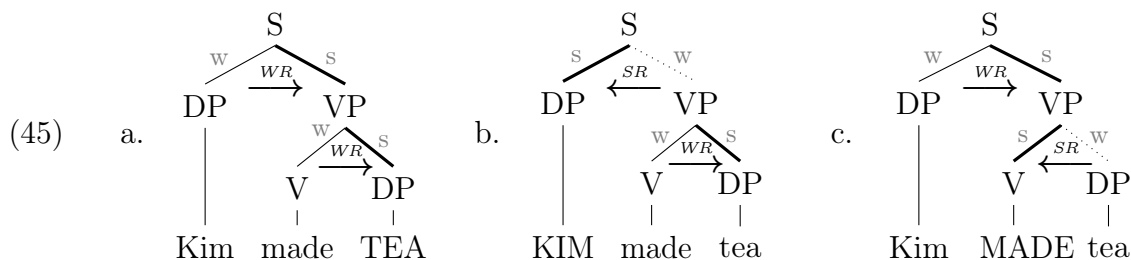 S S S
w s s w w s
WR SR WR
DP VP DP VP DP VP
(45) a. b. c.
w s w s s w
WR WR SR
V DP V DP V DP
Kim made TEA KIM made tea Kim MADE tea